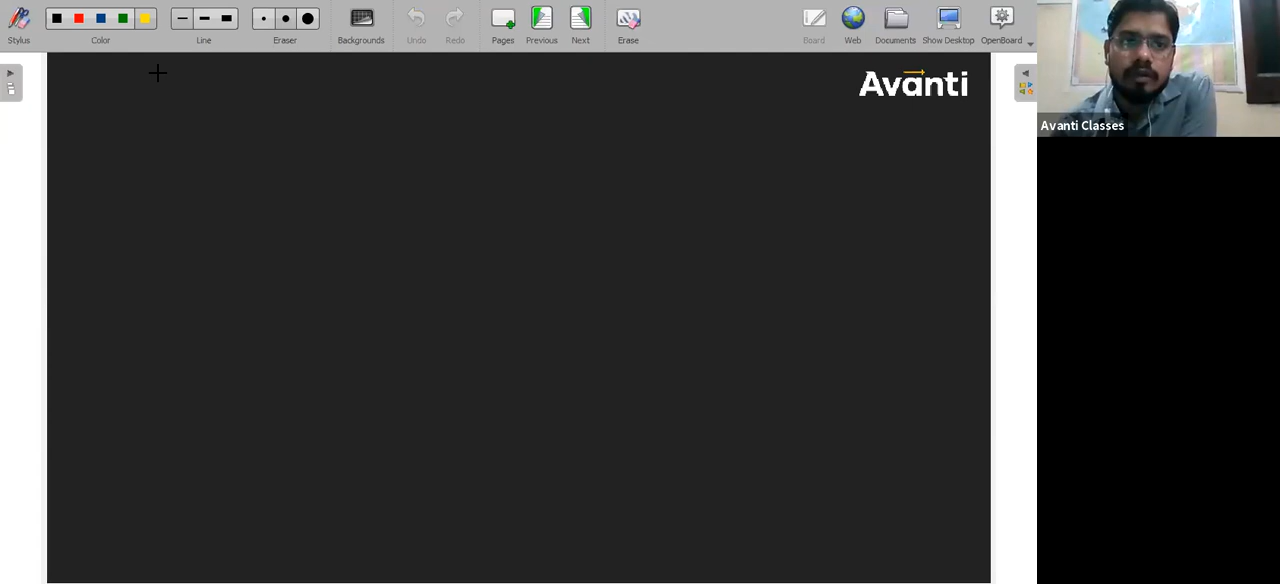 Stylus
Color
Line
Eraser
Backgrounds
Undo
Redo
Pages
Previous
Next
Erase
Board
Web
Documents
Show Desktop
OpenBoard
Avanti
Avanti Classes